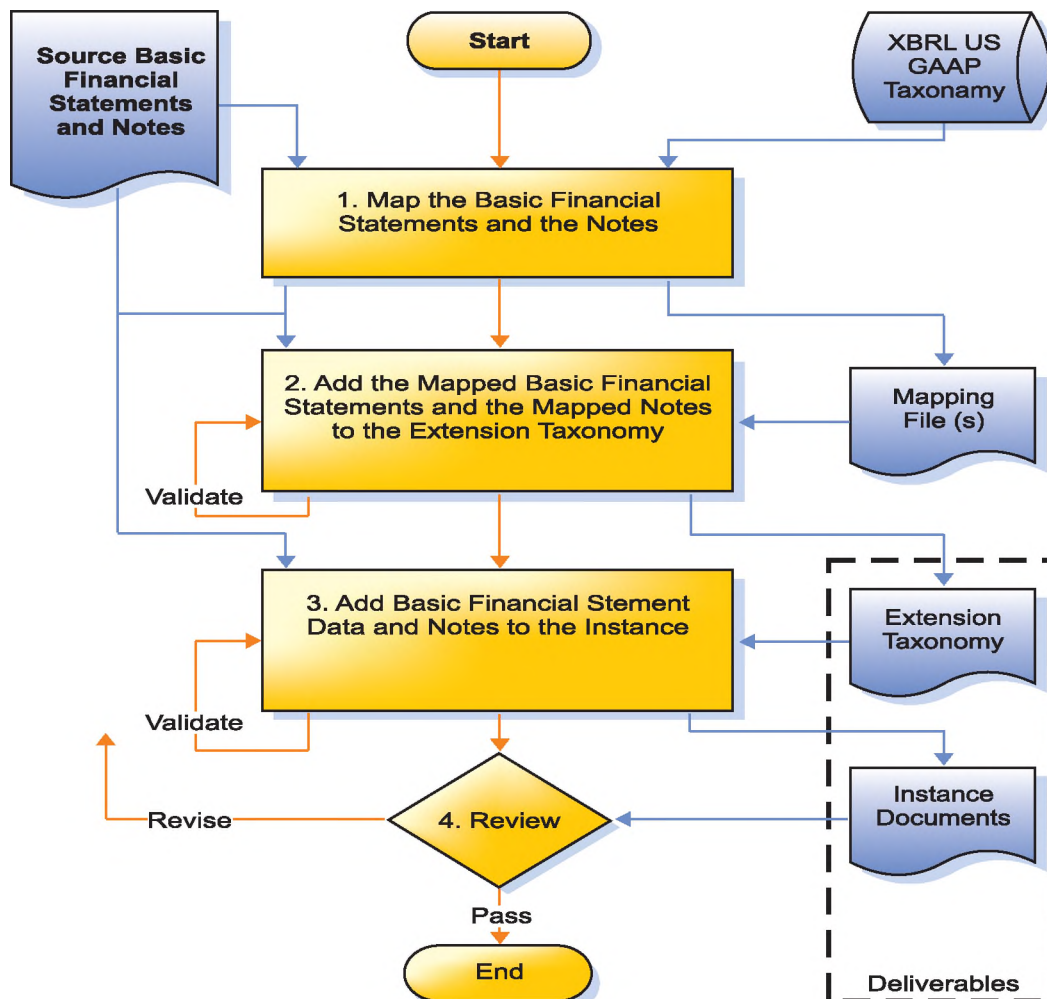 Source Basic
Financial
Statements
and Notes
Start
XBRL US
GAAP
Taxonamy
1. Map the Basic Financial
Statements and the Notes
2. Add the Mapped Basic Financial
Statements and the Mapped Notes
to the Extension Taxonomy
Mapping
File (s)
Validate
3. Add Basic Financial Stement
Data and Notes to the Instance
Extension
Taxonomy
Validate
Revise
4. Review
Instance
Documents
Pass
End
Deliverables